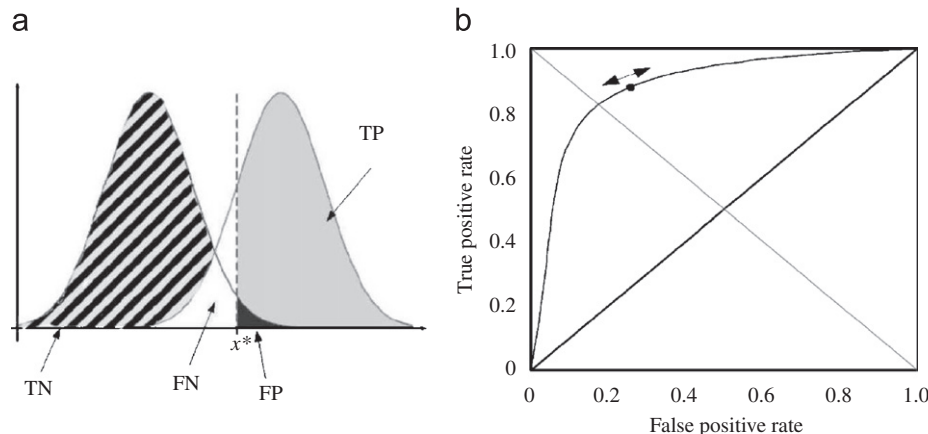 a
TP
TN
FN
x*
FP
b
True positive rate
1.0
0.8
0.6
0.4
0.2
0
0
0.2
0.4
0.6
0.8
1.0
False positive rate